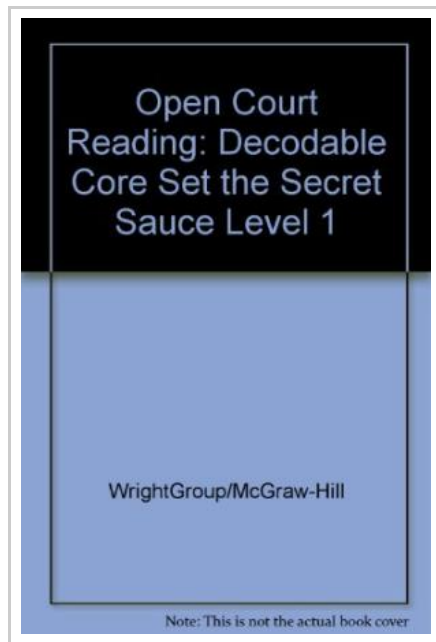 Open Court
Reading: Decodable
Core Set the Secret
Sauce Level 1
WrightGroup/McGraw-Hill
Note: This is not the actual book cover